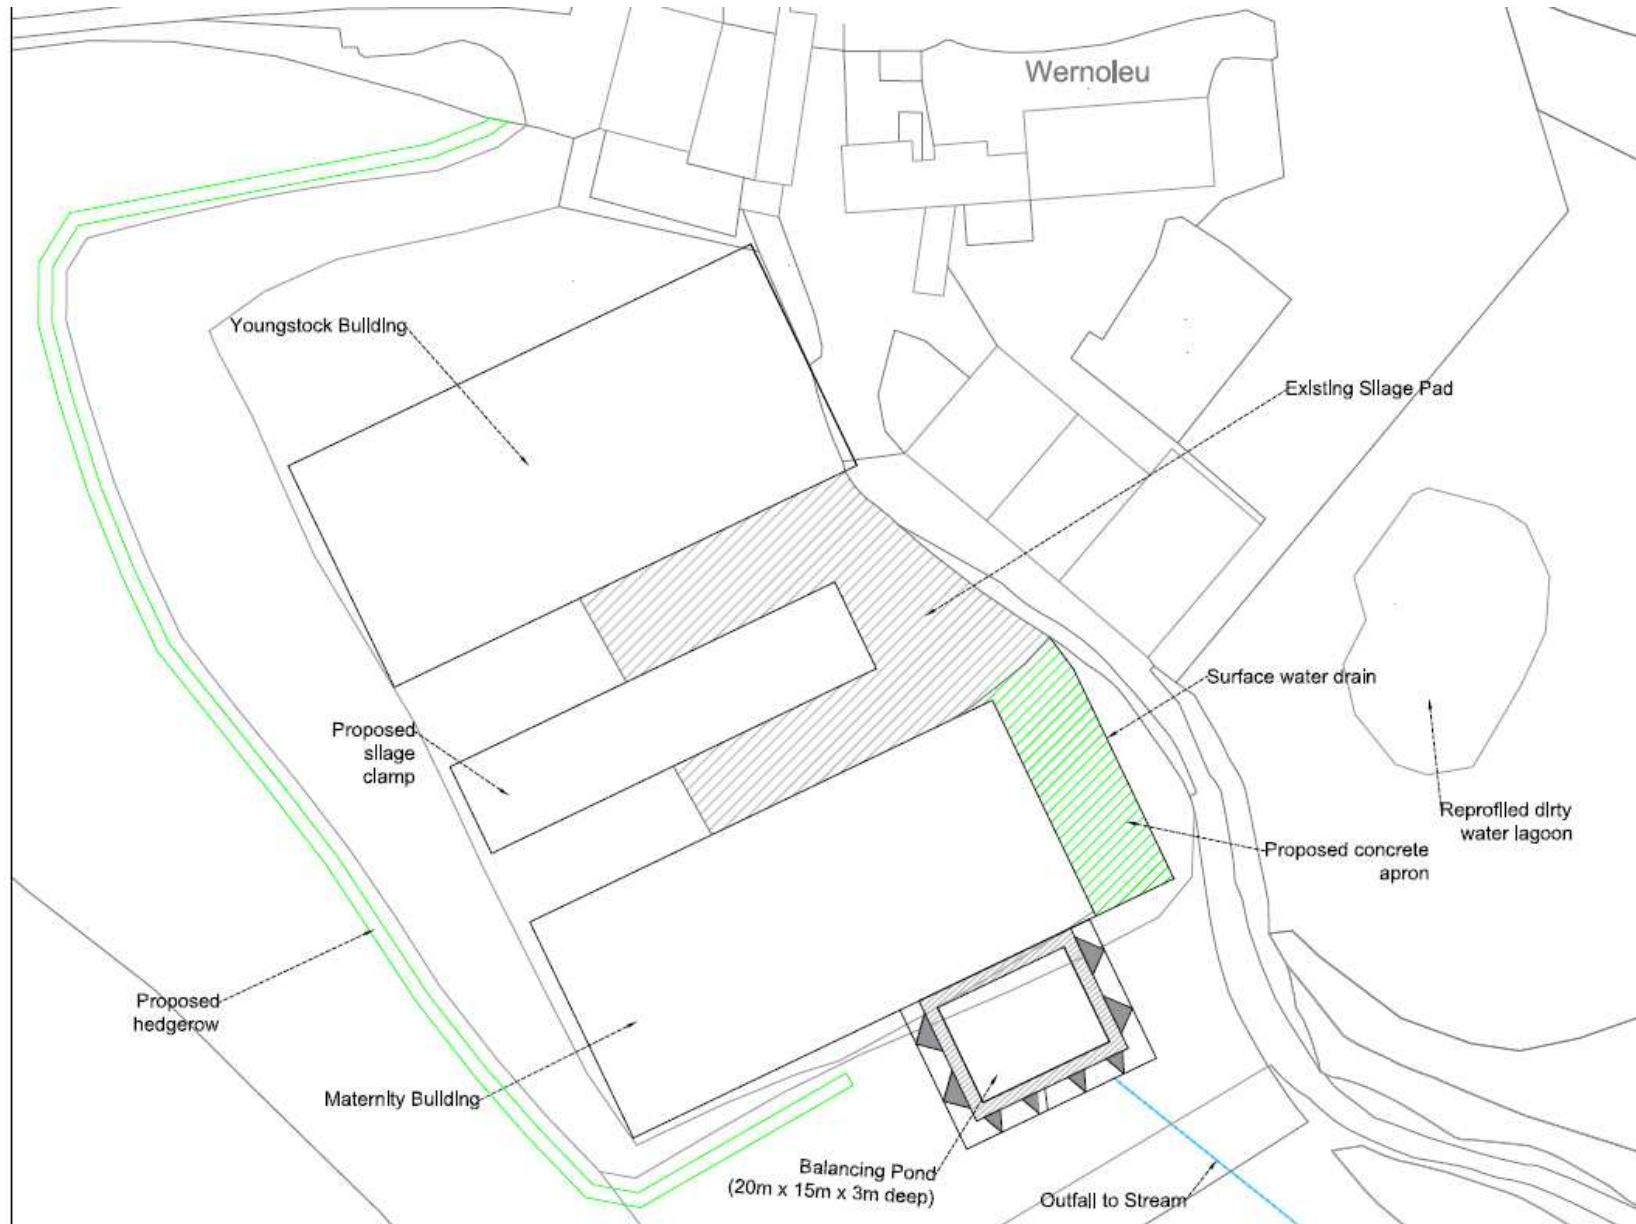 Wernoleu
Youngstock Building
Existing Silage Pad
Surface water drain
Proposed
silage
clamp
Reprofiled dirty
water lagoon
Proposed concrete
apron
Proposed
hedgerow
Maternity Building
Balancing Pond
(20m x 15m x 3m deep)
Outfall to Stream